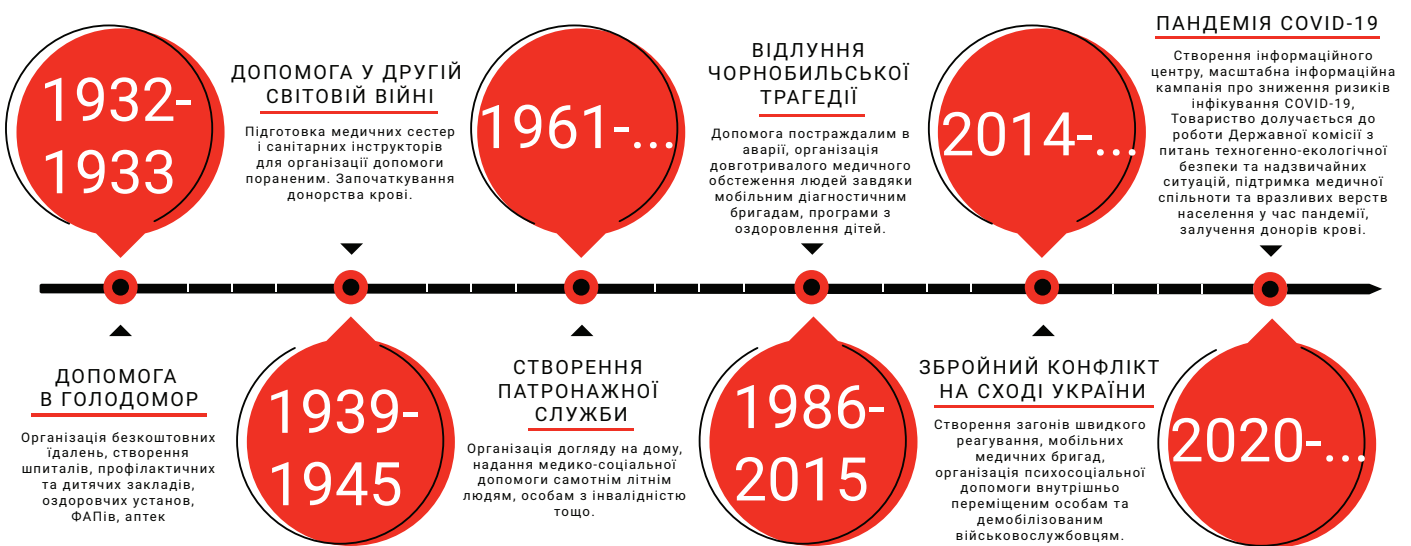 1932-
1933
ДОПОМОГА
В ГОЛОДОМОР
Організація безкоштовних
їдалень, створення
шпиталів, профілактичних
та дитячих закладів,
оздоровчих установ,
ФАПів, аптек
ДОПОМОГА У ДРУГІЙ
СВІТОВІЙ ВІЙНІ
Підготовка медичних сестер
і санітарних інструкторів
для організації допомоги
пораненим. Започаткування
донорства крові.
1939-
1945
1961-...
СТВОРЕННЯ
ПАТРОНАЖНОЇ
СЛУЖБИ
Організація догляду на дому,
надання медико-соціальної
допомоги самотнім літнім
людям, особам з інвалідністю
тощо.
ВІДЛУННЯ
ЧОРНОБИЛЬСЬКОЇ
ТРАГЕДІЇ
Допомога постраждалим в
аварії, організація
довготривалого медичного
обстеження людей завдяки
мобільним діагностичним
бригадам, програми з
оздоровлення дітей.
1986-
2015
2014-...
ЗБРОЙНИЙ КОНФЛІКТ
НА СХОДІ УКРАЇНИ
Створення загонів швидкого
реагування, мобільних
медичних бригад,
організація психосоціальної
допомоги внутрішньо
переміщеним особам та
демобілізованим
військовослужбовцям.
ПАНДЕМІЯ COVID-19
Створення інформаційного
центру, масштабна інформаційна
кампанія про зниження ризиків
інфікування COVID-19,
Товариство долучається до
роботи Державної комісії з
питань техногенно-екологічної
безпеки та надзвичайних
ситуацій, підтримка медичної
спільноти та вразливих верств
населення у час пандемії,
залучення донорів крові.
2020-...